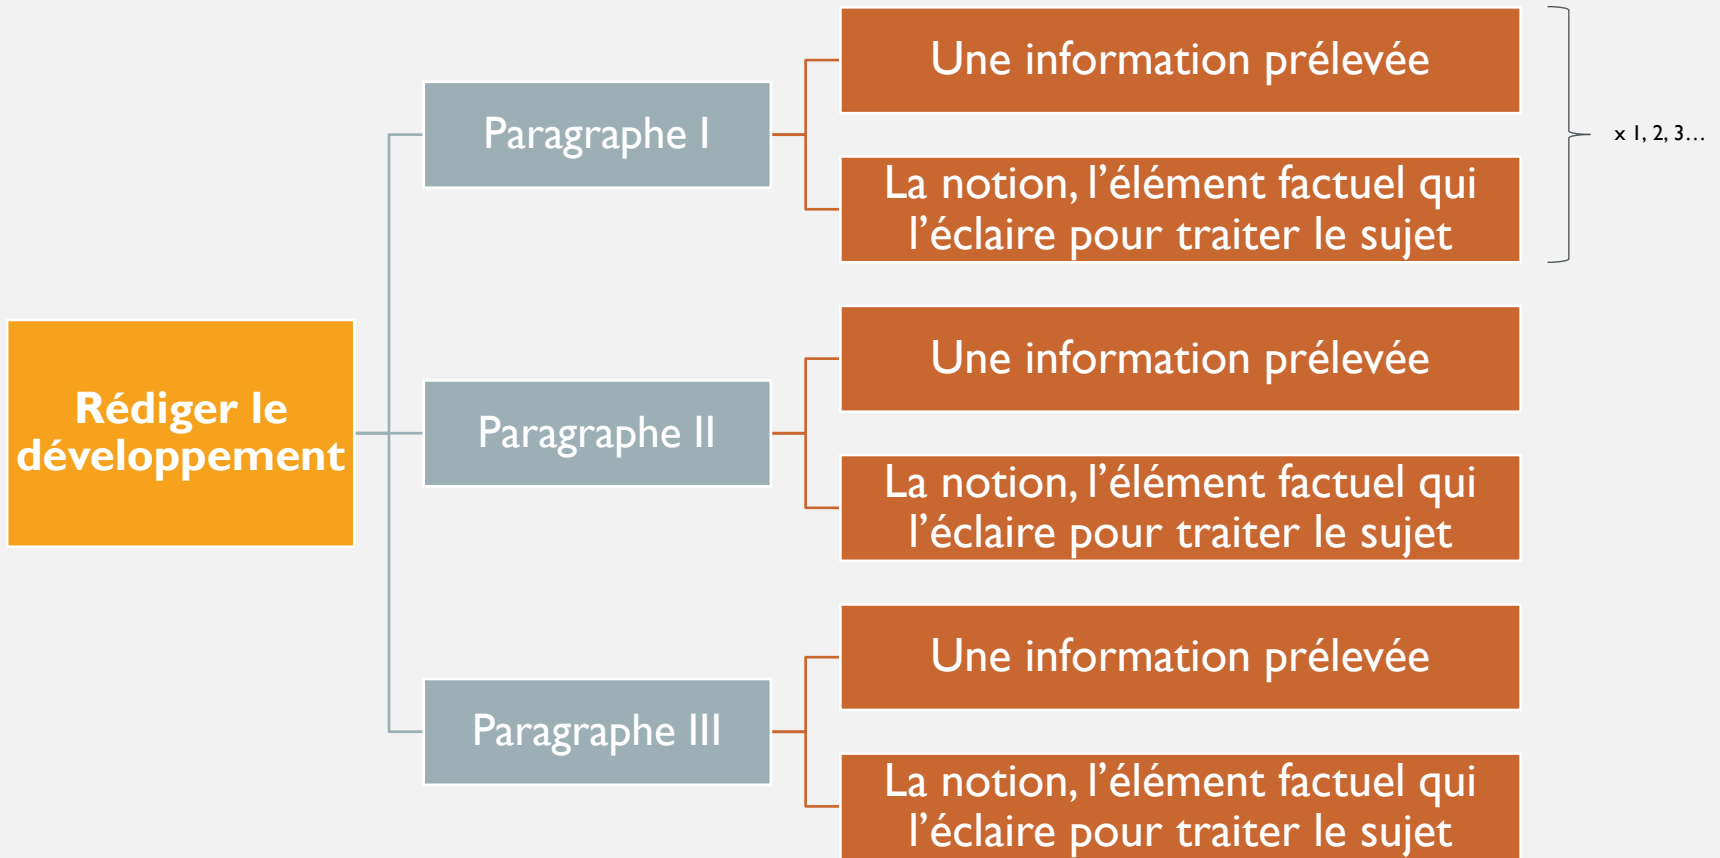 Rédiger le
développement
Paragraphe I
Une information prélevée
La notion, l’élément factuel qui
l’éclaire pour traiter le sujet
x 1, 2, 3…
Paragraphe II
Une information prélevée
La notion, l’élément factuel qui
l’éclaire pour traiter le sujet
Paragraphe III
Une information prélevée
La notion, l’élément factuel qui
l’éclaire pour traiter le sujet